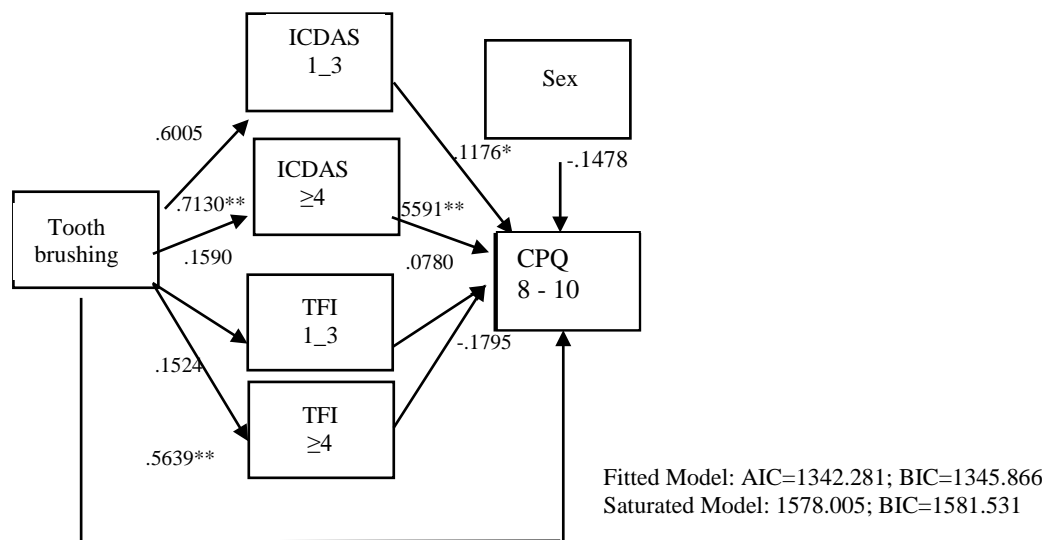 ICDAS
1_3
Sex
.6005
.1176*
-.1478
ICDAS
≥4
.7130**
.5591**
Tooth
brushing
.1590
.0780
CPQ
8 - 10
TFI
1_3
-.1795
.1524
TFI
≥4
.5639**
Fitted Model: AIC=1342.281; BIC=1345.866
Saturated Model: 1578.005; BIC=1581.531